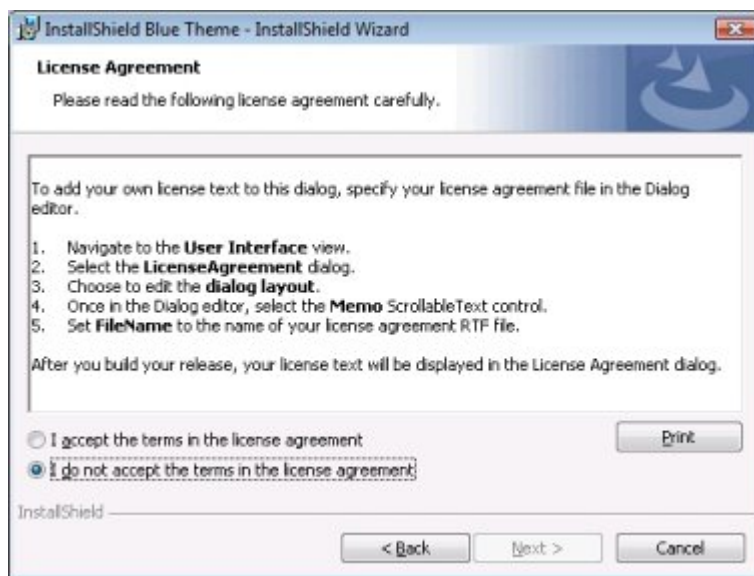 InstallShield Blue Theme - InstallShield Wizard
License Agreement
Please read the following license agreement carefully.
To add your own license text to this dialog, specify your license agreement file in the Dialog
editor.
1. Navigate to the User Interface view.
2. Select the LicenseAgreement dialog.
3. Choose to edit the dialog layout.
4. Once in the Dialog editor, select the Memo ScrollableText control.
5. Set FileName to the name of your license agreement RTF file.
After you build your release, your license text will be displayed in the License Agreement dialog.
I accept the terms in the license agreement
Print
I do not accept the terms in the license agreement
InstallShield
< Back Next > Cancel